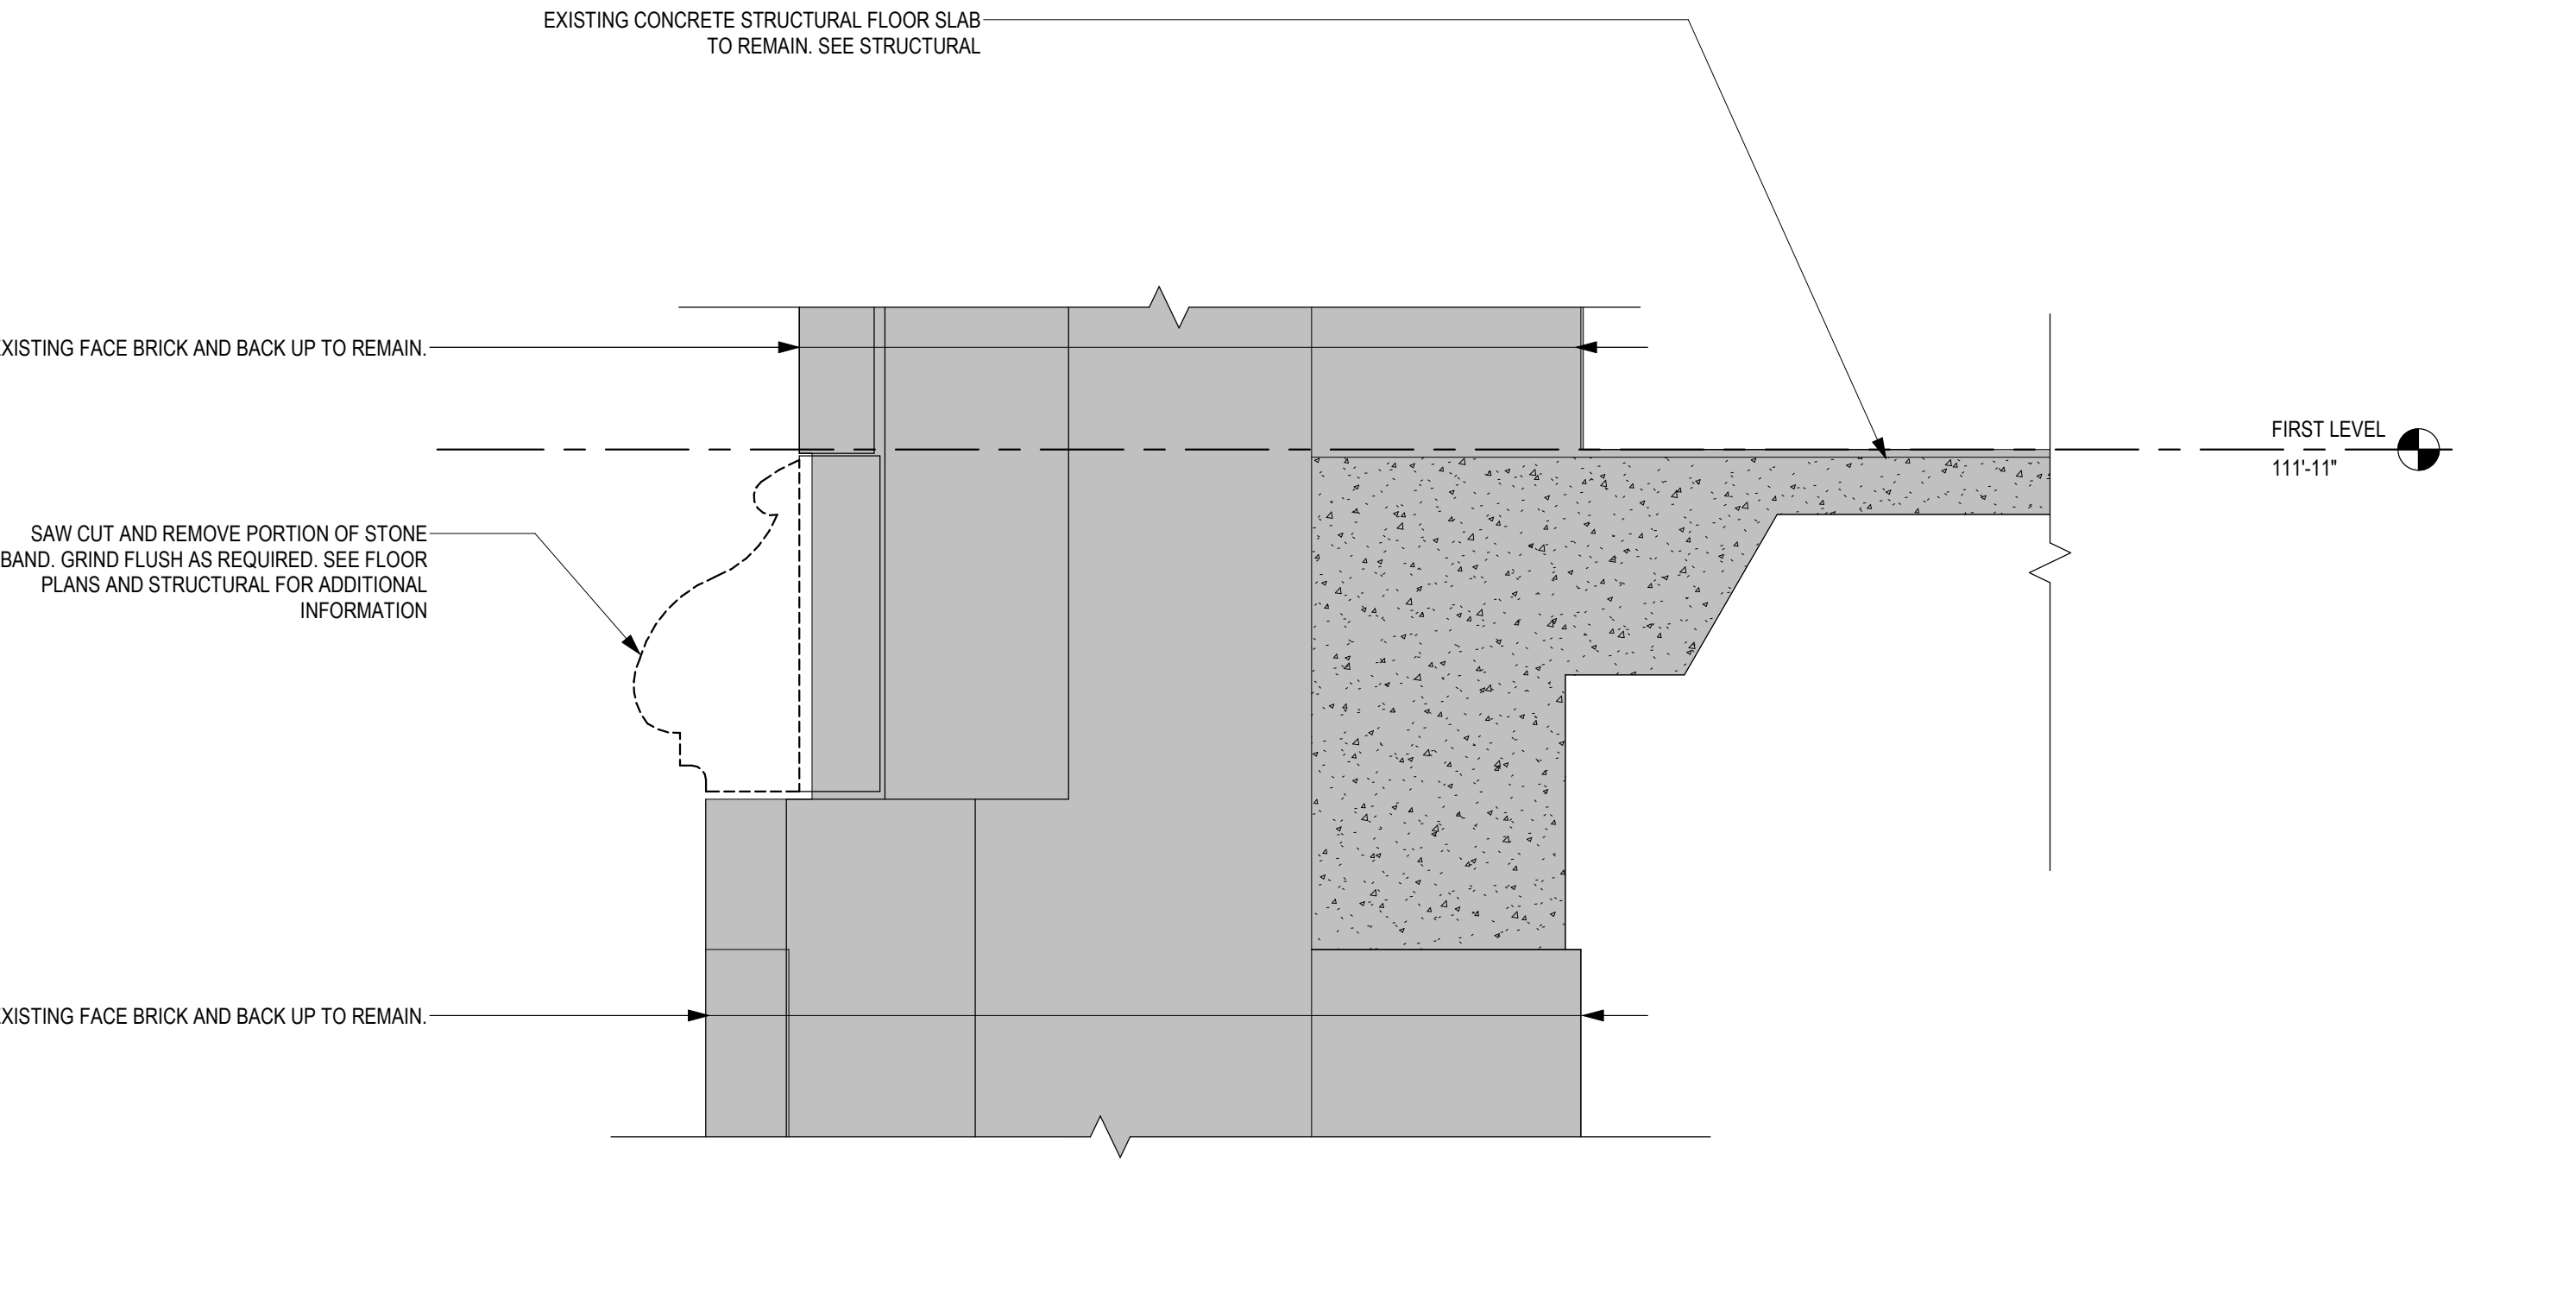 EXISTING CONCRETE STRUCTURAL FLOOR SLAB
TO REMAIN. SEE STRUCTURAL
EXISTING FACE BRICK AND BACK UP TO REMAIN.
FIRST LEVEL
111'-11"
SAW CUT AND REMOVE PORTION OF STONE
BAND. GRIND FLUSH AS REQUIRED. SEE FLOOR
PLANS AND STRUCTURAL FOR ADDITIONAL
INFORMATION
EXISTING FACE BRICK AND BACK UP TO REMAIN.